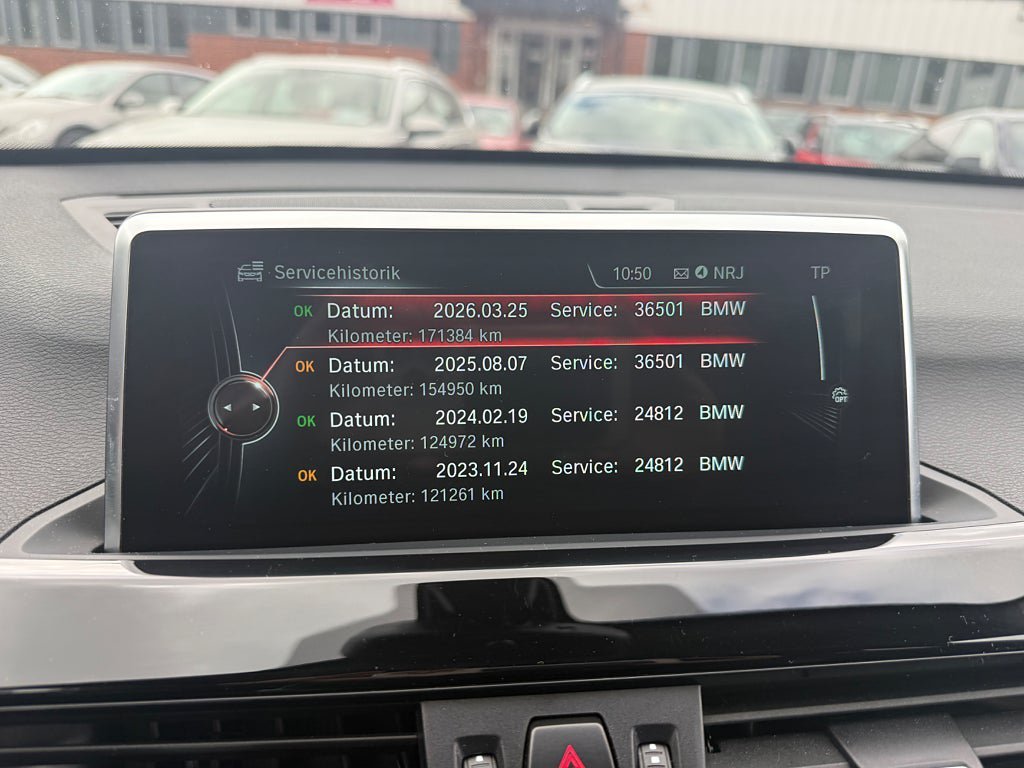 Servicehistorik 10:50 NRJ TP
OK Datum: 2026.03.25 Service: 36501 BMW
Kilometer: 171384 km
OK Datum: 2025.08.07 Service: 36501 BMW
Kilometer: 154950 km
OPT
OK Datum: 2024.02.19 Service: 24812 BMW
Kilometer: 124972 km
OK Datum: 2023.11.24 Service: 24812 BMW
Kilometer: 121261 km